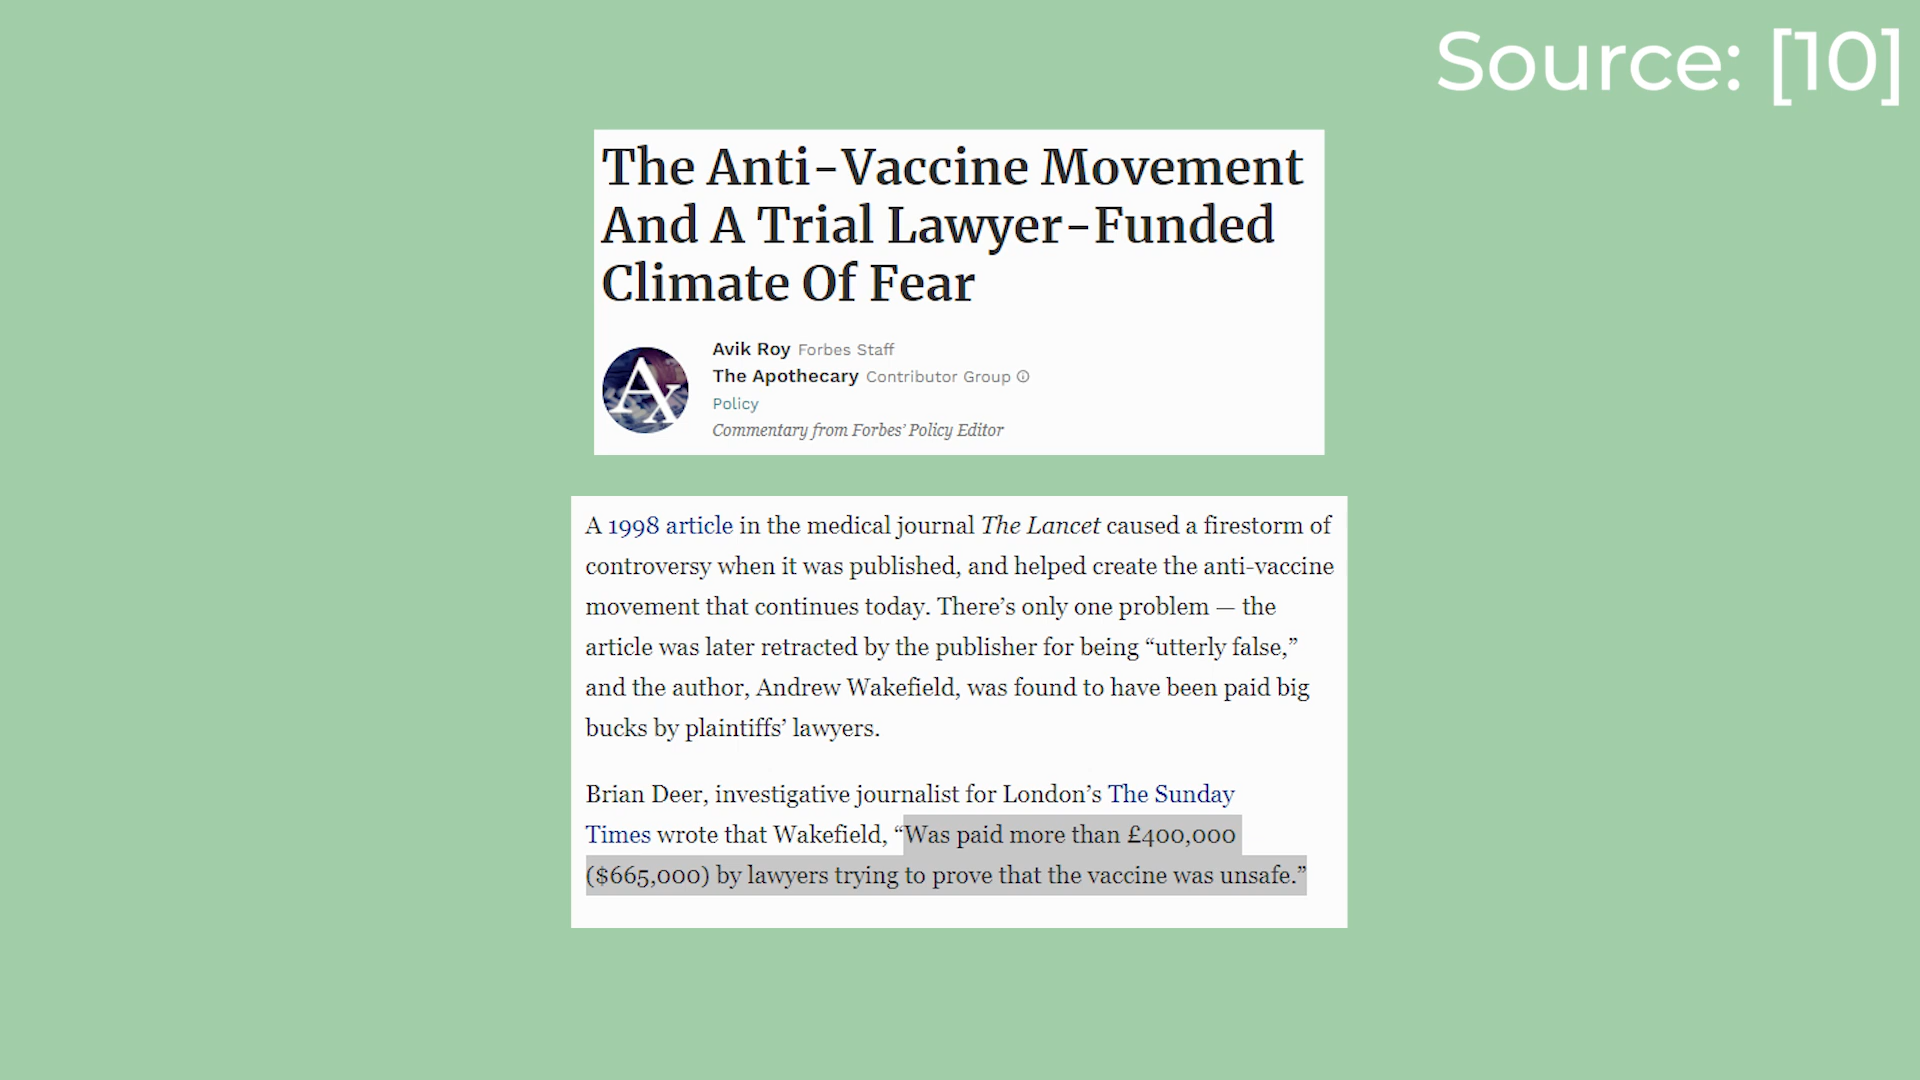 Source: [10]
The Anti-Vaccine Movement
And A Trial Lawyer-Funded
Climate Of Fear
AX
Avik Roy Forbes Staff
The Apothecary Contributor Group
Policy
Commentary from Forbes’ Policy Editor
A 1998 article in the medical journal The Lancet caused a firestorm of
controversy when it was published, and helped create the anti-vaccine
movement that continues today. There’s only one problem — the
article was later retracted by the publisher for being “utterly false,”
and the author, Andrew Wakefield, was found to have been paid big
bucks by plaintiffs’ lawyers.
Brian Deer, investigative journalist for London’s The Sunday
Times wrote that Wakefield, “Was paid more than £400,000
($665,000) by lawyers trying to prove that the vaccine was unsafe.”